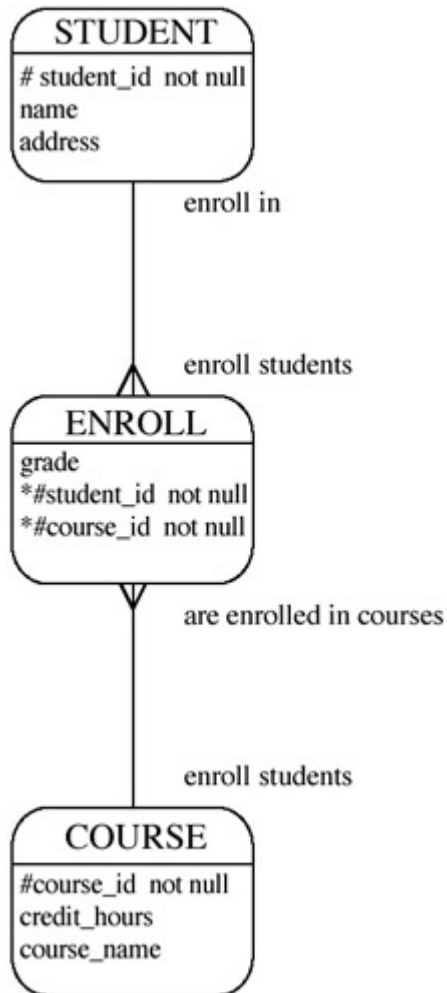 STUDENT
# student_id not null
name
address
enroll in
enroll students
ENROLL
grade
*#student_id not null
*#course_id not null
are enrolled in courses
enroll students
COURSE
#course_id not null
credit_hours
course_name